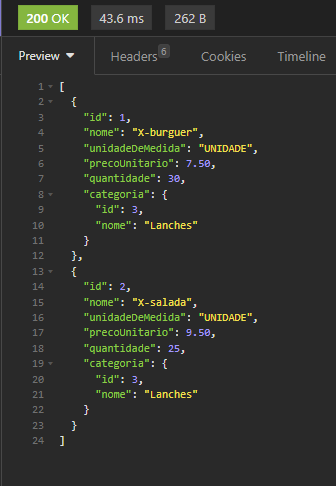 200 OK 43.6 ms 262 B
Preview Headers 6 Cookies Timeline
1 [
2 {
3 "id": 1,
4 "nome": "X-burguer",
5 "unidadeDeMedida": "UNIDADE",
6 "precoUnitario": 7.50,
7 "quantidade": 30,
8 "categoria": {
9 "id": 3,
10 "nome": "Lanches"
11 }
12 },
13 {
14 "id": 2,
15 "nome": "X-salada",
16 "unidadeDeMedida": "UNIDADE",
17 "precoUnitario": 9.50,
18 "quantidade": 25,
19 "categoria": {
20 "id": 3,
21 "nome": "Lanches"
22 }
23 }
24 ]